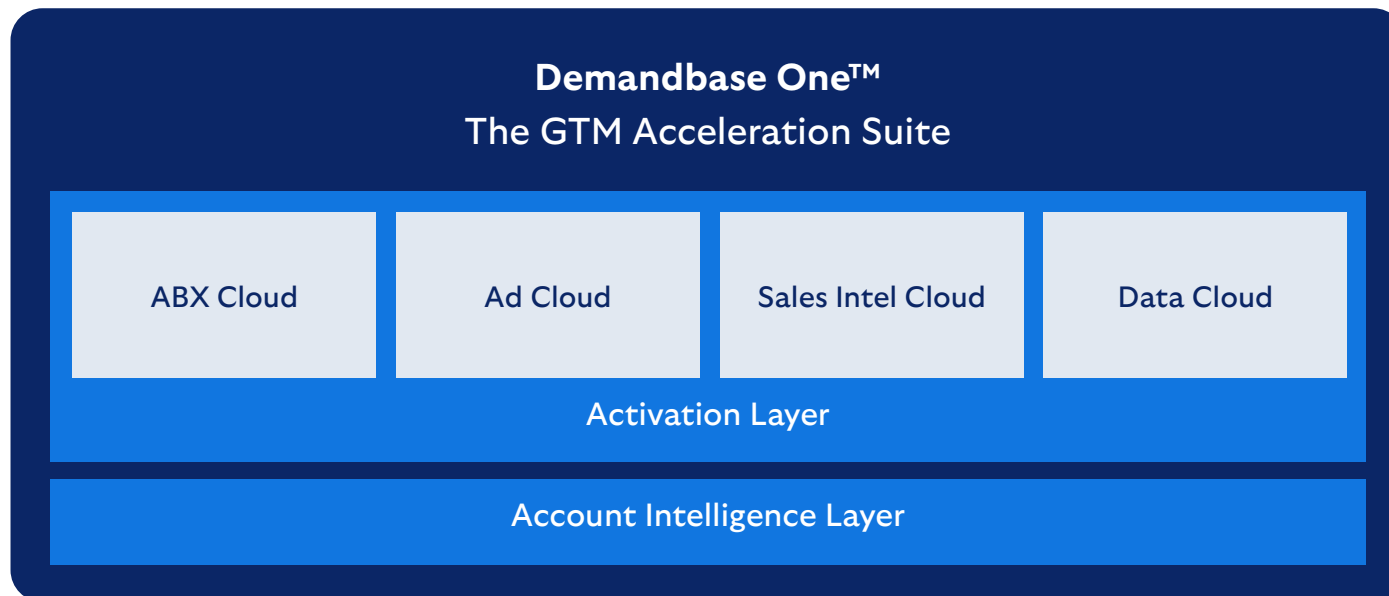 Demandbase One™
The GTM Acceleration Suite
ABX Cloud
Ad Cloud
Sales Intel Cloud
Data Cloud
Activation Layer
Account Intelligence Layer